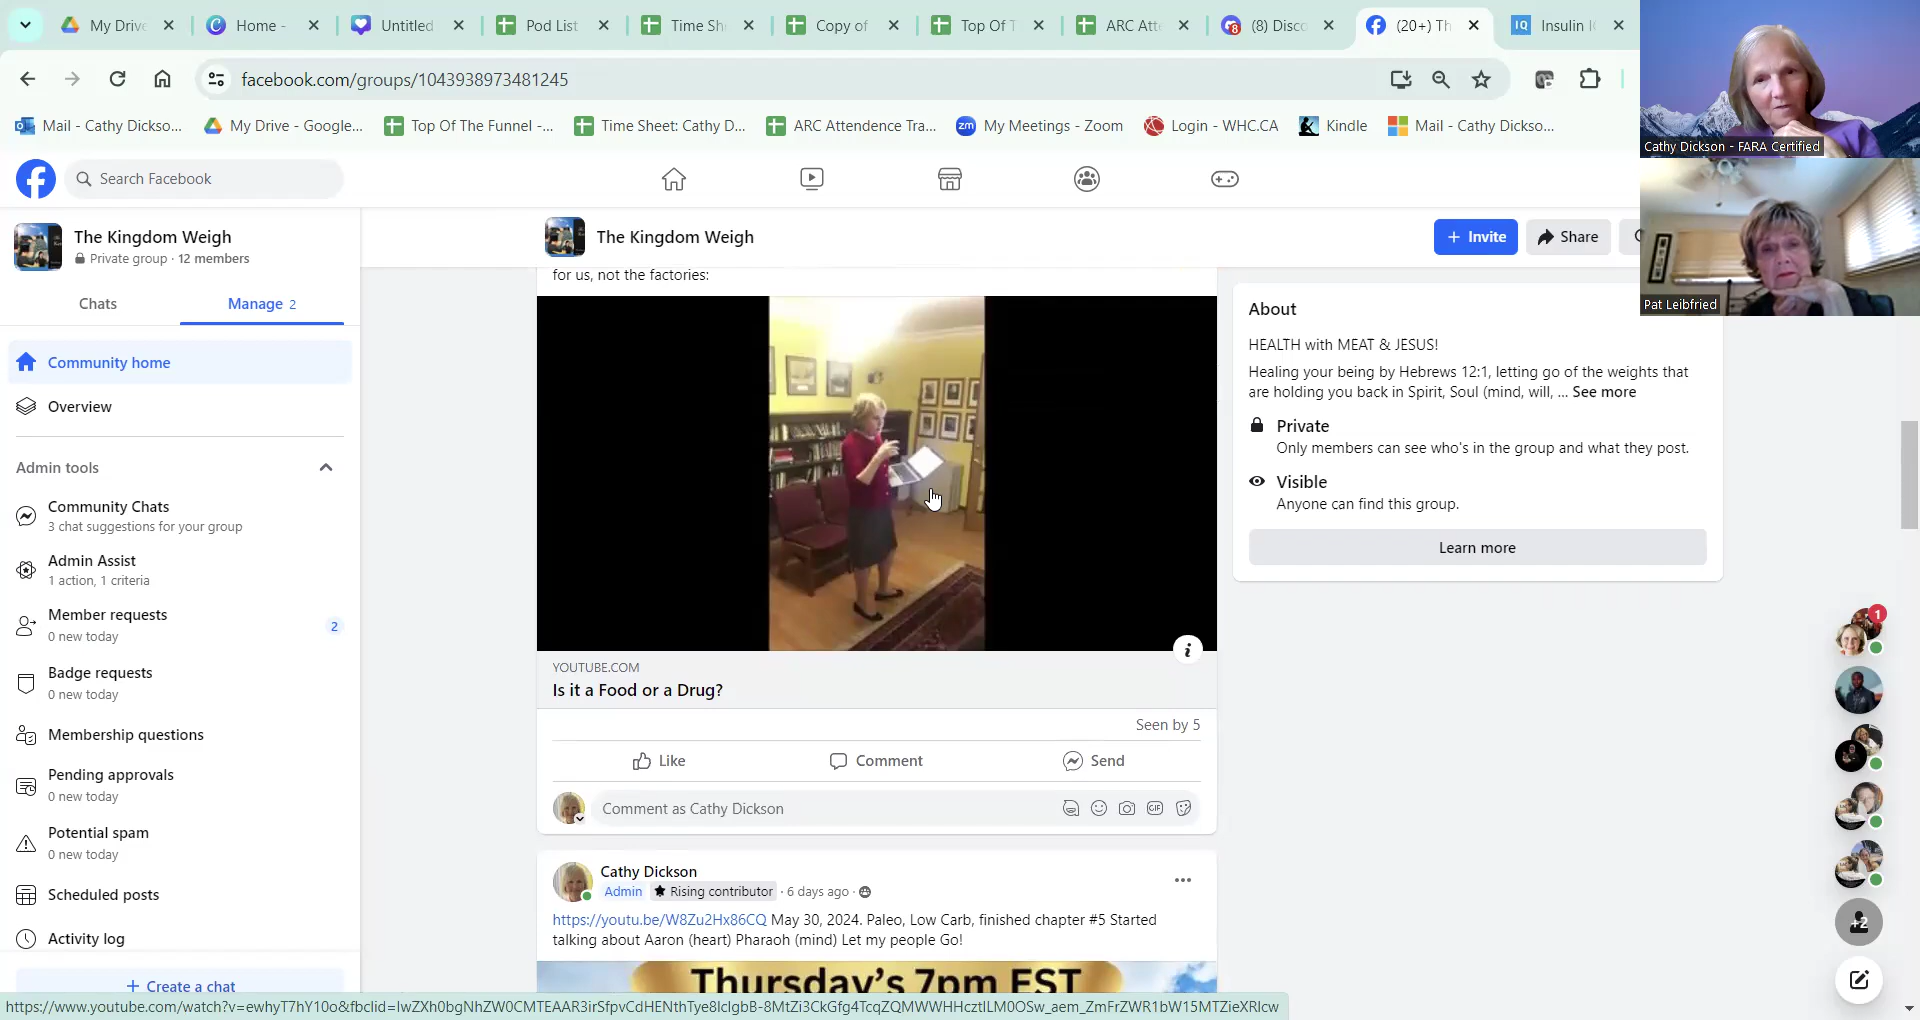 My Drive
Home -
Untitled
Pod List
Time She
Copy of
Top Of T
ARC Atte
(8) Disco
(20+) Th
Insulin I
facebook.com/groups/1043938973481245
Mail - Cathy Dickso...
My Drive - Google...
Top Of The Funnel -...
Time Sheet: Cathy D...
ARC Attendence Tra...
zm My Meetings - Zoom
Login - WHC.CA
Kindle
Mail - Cathy Dickso...
Cathy Dickson - FARA Certified
Pat Leibfried
Search Facebook
The Kingdom Weigh
Private group · 12 members
Chats
Manage 2
Community home
Overview
Admin tools
Community Chats
3 chat suggestions for your group
Admin Assist
1 action, 1 criteria
Member requests
0 new today
2
Badge requests
0 new today
Membership questions
Pending approvals
0 new today
Potential spam
0 new today
Scheduled posts
Activity log
+ Create a chat
The Kingdom Weigh
+ Invite
Share
for us, not the factories:
YOUTUBE.COM
Is it a Food or a Drug?
Seen by 5
Like
Comment
Send
Comment as Cathy Dickson
GIF
Cathy Dickson
Admin
Rising contributor · 6 days ago ·
https://youtu.be/W8Zu2Hx86CQ May 30, 2024. Paleo, Low Carb, finished chapter #5 Started
talking about Aaron (heart) Pharaoh (mind) Let my people Go!
Thursday's 7pm EST
About
HEALTH with MEAT & JESUS!
Healing your being by Hebrews 12:1, letting go of the weights that
are holding you back in Spirit, Soul (mind, will, ... See more
Private
Only members can see who's in the group and what they post.
Visible
Anyone can find this group.
Learn more
1
+2